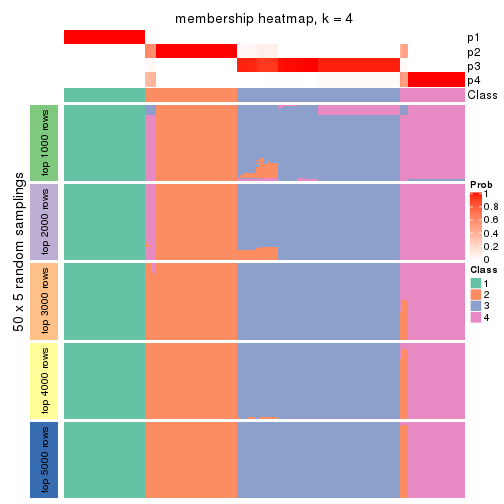 membership heatmap, k = 4
p1
p2
p3
p4
Class
50 x 5 random samplings
top 1000 rows
top 2000 rows
top 3000 rows
top 4000 rows
top 5000 rows
Prob
1
0.8
0.6
0.4
0.2
0
Class
1
2
3
4